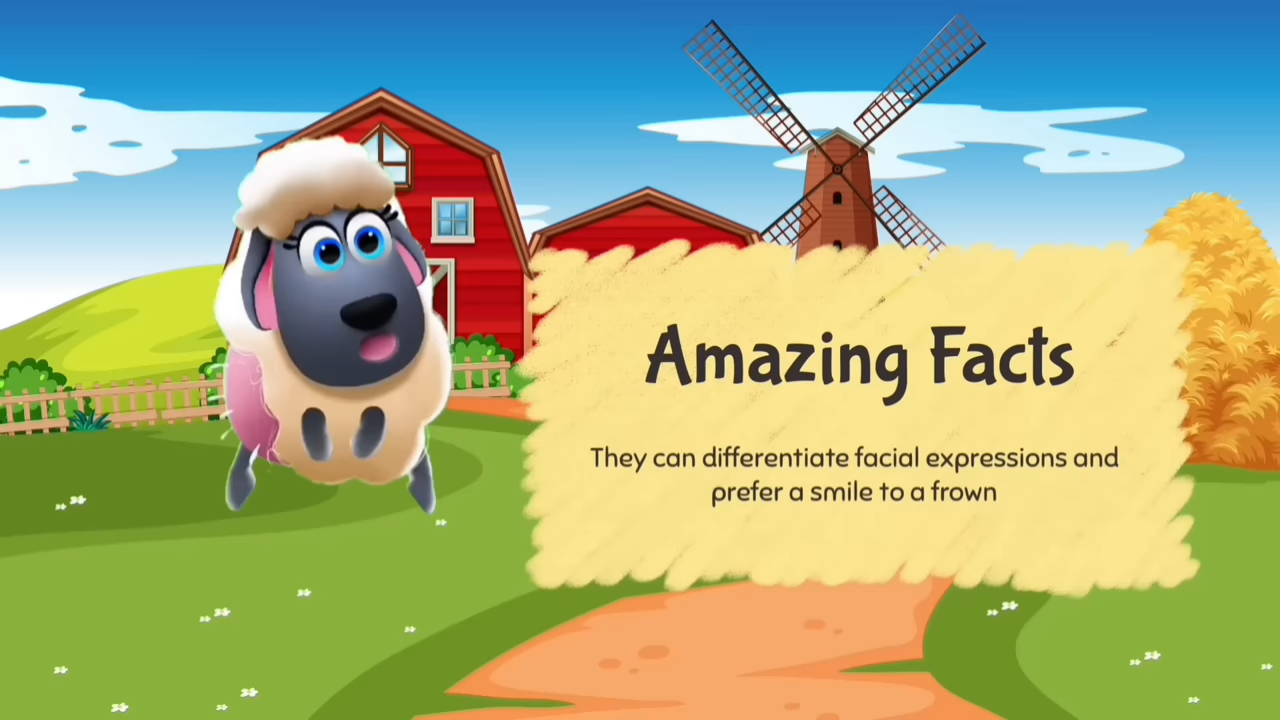 Amazing Facts
They can differentiate facial expressions and
prefer a smile to a frown